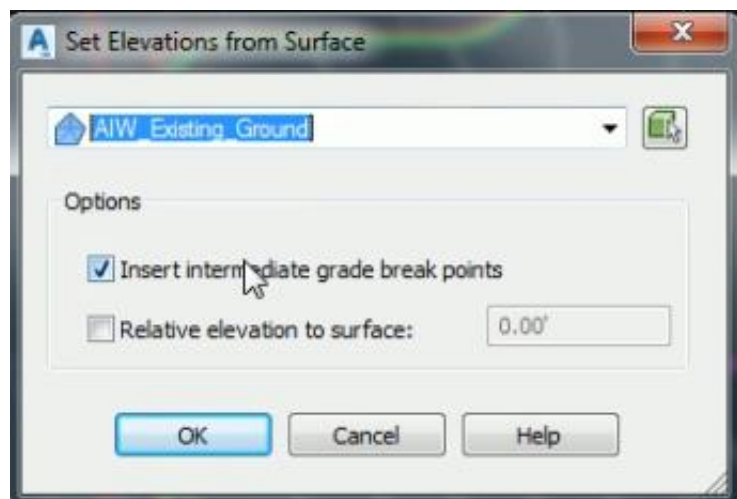 Set Elevations from Surface
AIW_Existing_Ground
Options
Insert intermediate grade break points
Relative elevation to surface:
0.00'
OK
Cancel
Help